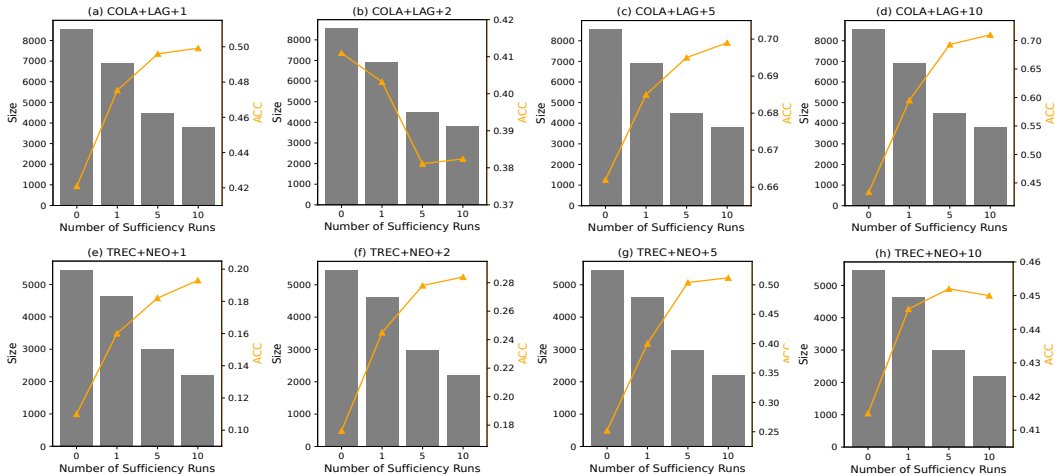 (a) COLA+LAG+1
(b) COLA+LAG+2
(c) COLA+LAG+5
(d) COLA+LAG+10
Size
8000
7000
6000
5000
4000
3000
2000
1000
0
0.50
0.48
0.46
0.44
0.42
ACC
0 1 5 10
Number of Sufficiency Runs
Size
8000
7000
6000
5000
4000
3000
2000
1000
0
0.42
0.41
0.40
0.39
0.38
0.37
ACC
0 1 5 10
Number of Sufficiency Runs
Size
8000
7000
6000
5000
4000
3000
2000
1000
0
0.70
0.69
0.68
0.67
0.66
ACC
0 1 5 10
Number of Sufficiency Runs
Size
8000
7000
6000
5000
4000
3000
2000
1000
0
0.70
0.65
0.60
0.55
0.50
0.45
ACC
0 1 5 10
Number of Sufficiency Runs
(e) TREC+NEO+1
(f) TREC+NEO+2
(g) TREC+NEO+5
(h) TREC+NEO+10
Size
5000
4000
3000
2000
1000
0
0.20
0.18
0.16
0.14
0.12
0.10
ACC
0 1 5 10
Number of Sufficiency Runs
Size
5000
4000
3000
2000
1000
0
0.28
0.26
0.24
0.22
0.20
0.18
ACC
0 1 5 10
Number of Sufficiency Runs
Size
5000
4000
3000
2000
1000
0
0.50
0.45
0.40
0.35
0.30
0.25
ACC
0 1 5 10
Number of Sufficiency Runs
Size
5000
4000
3000
2000
1000
0
0.46
0.45
0.44
0.43
0.42
0.41
ACC
0 1 5 10
Number of Sufficiency Runs